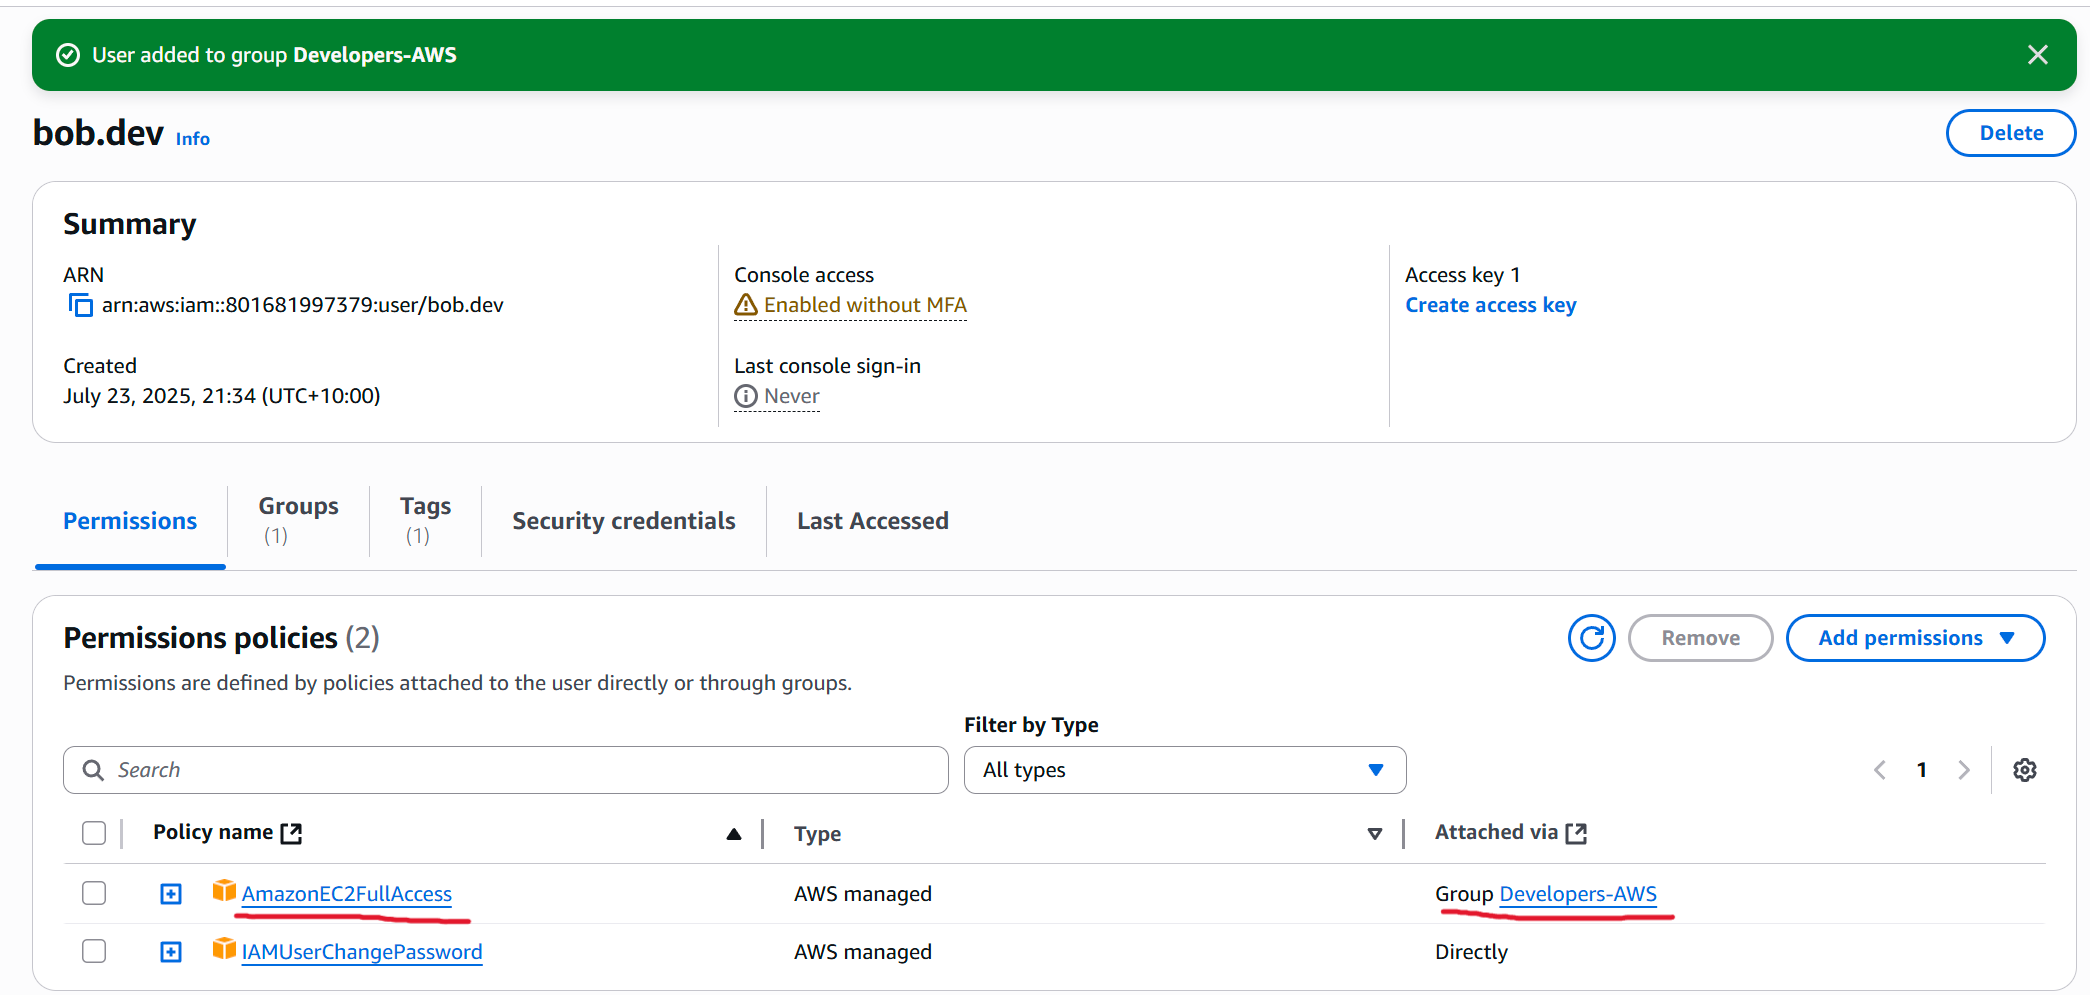 User added to group Developers-AWS
bob.dev Info
Delete
Summary
ARN
arn:aws:iam::801681997379:user/bob.dev
Created
July 23, 2025, 21:34 (UTC+10:00)
Console access
Enabled without MFA
Last console sign-in
Never
Access key 1
Create access key
Permissions
Groups
(1)
Tags
(1)
Security credentials
Last Accessed
Permissions policies (2)
Remove
Add permissions
Permissions are defined by policies attached to the user directly or through groups.
Filter by Type
Search
All types
1
Policy name
Type
Attached via
AmazonEC2FullAccess
AWS managed
Group Developers-AWS
IAMUserChangePassword
AWS managed
Directly